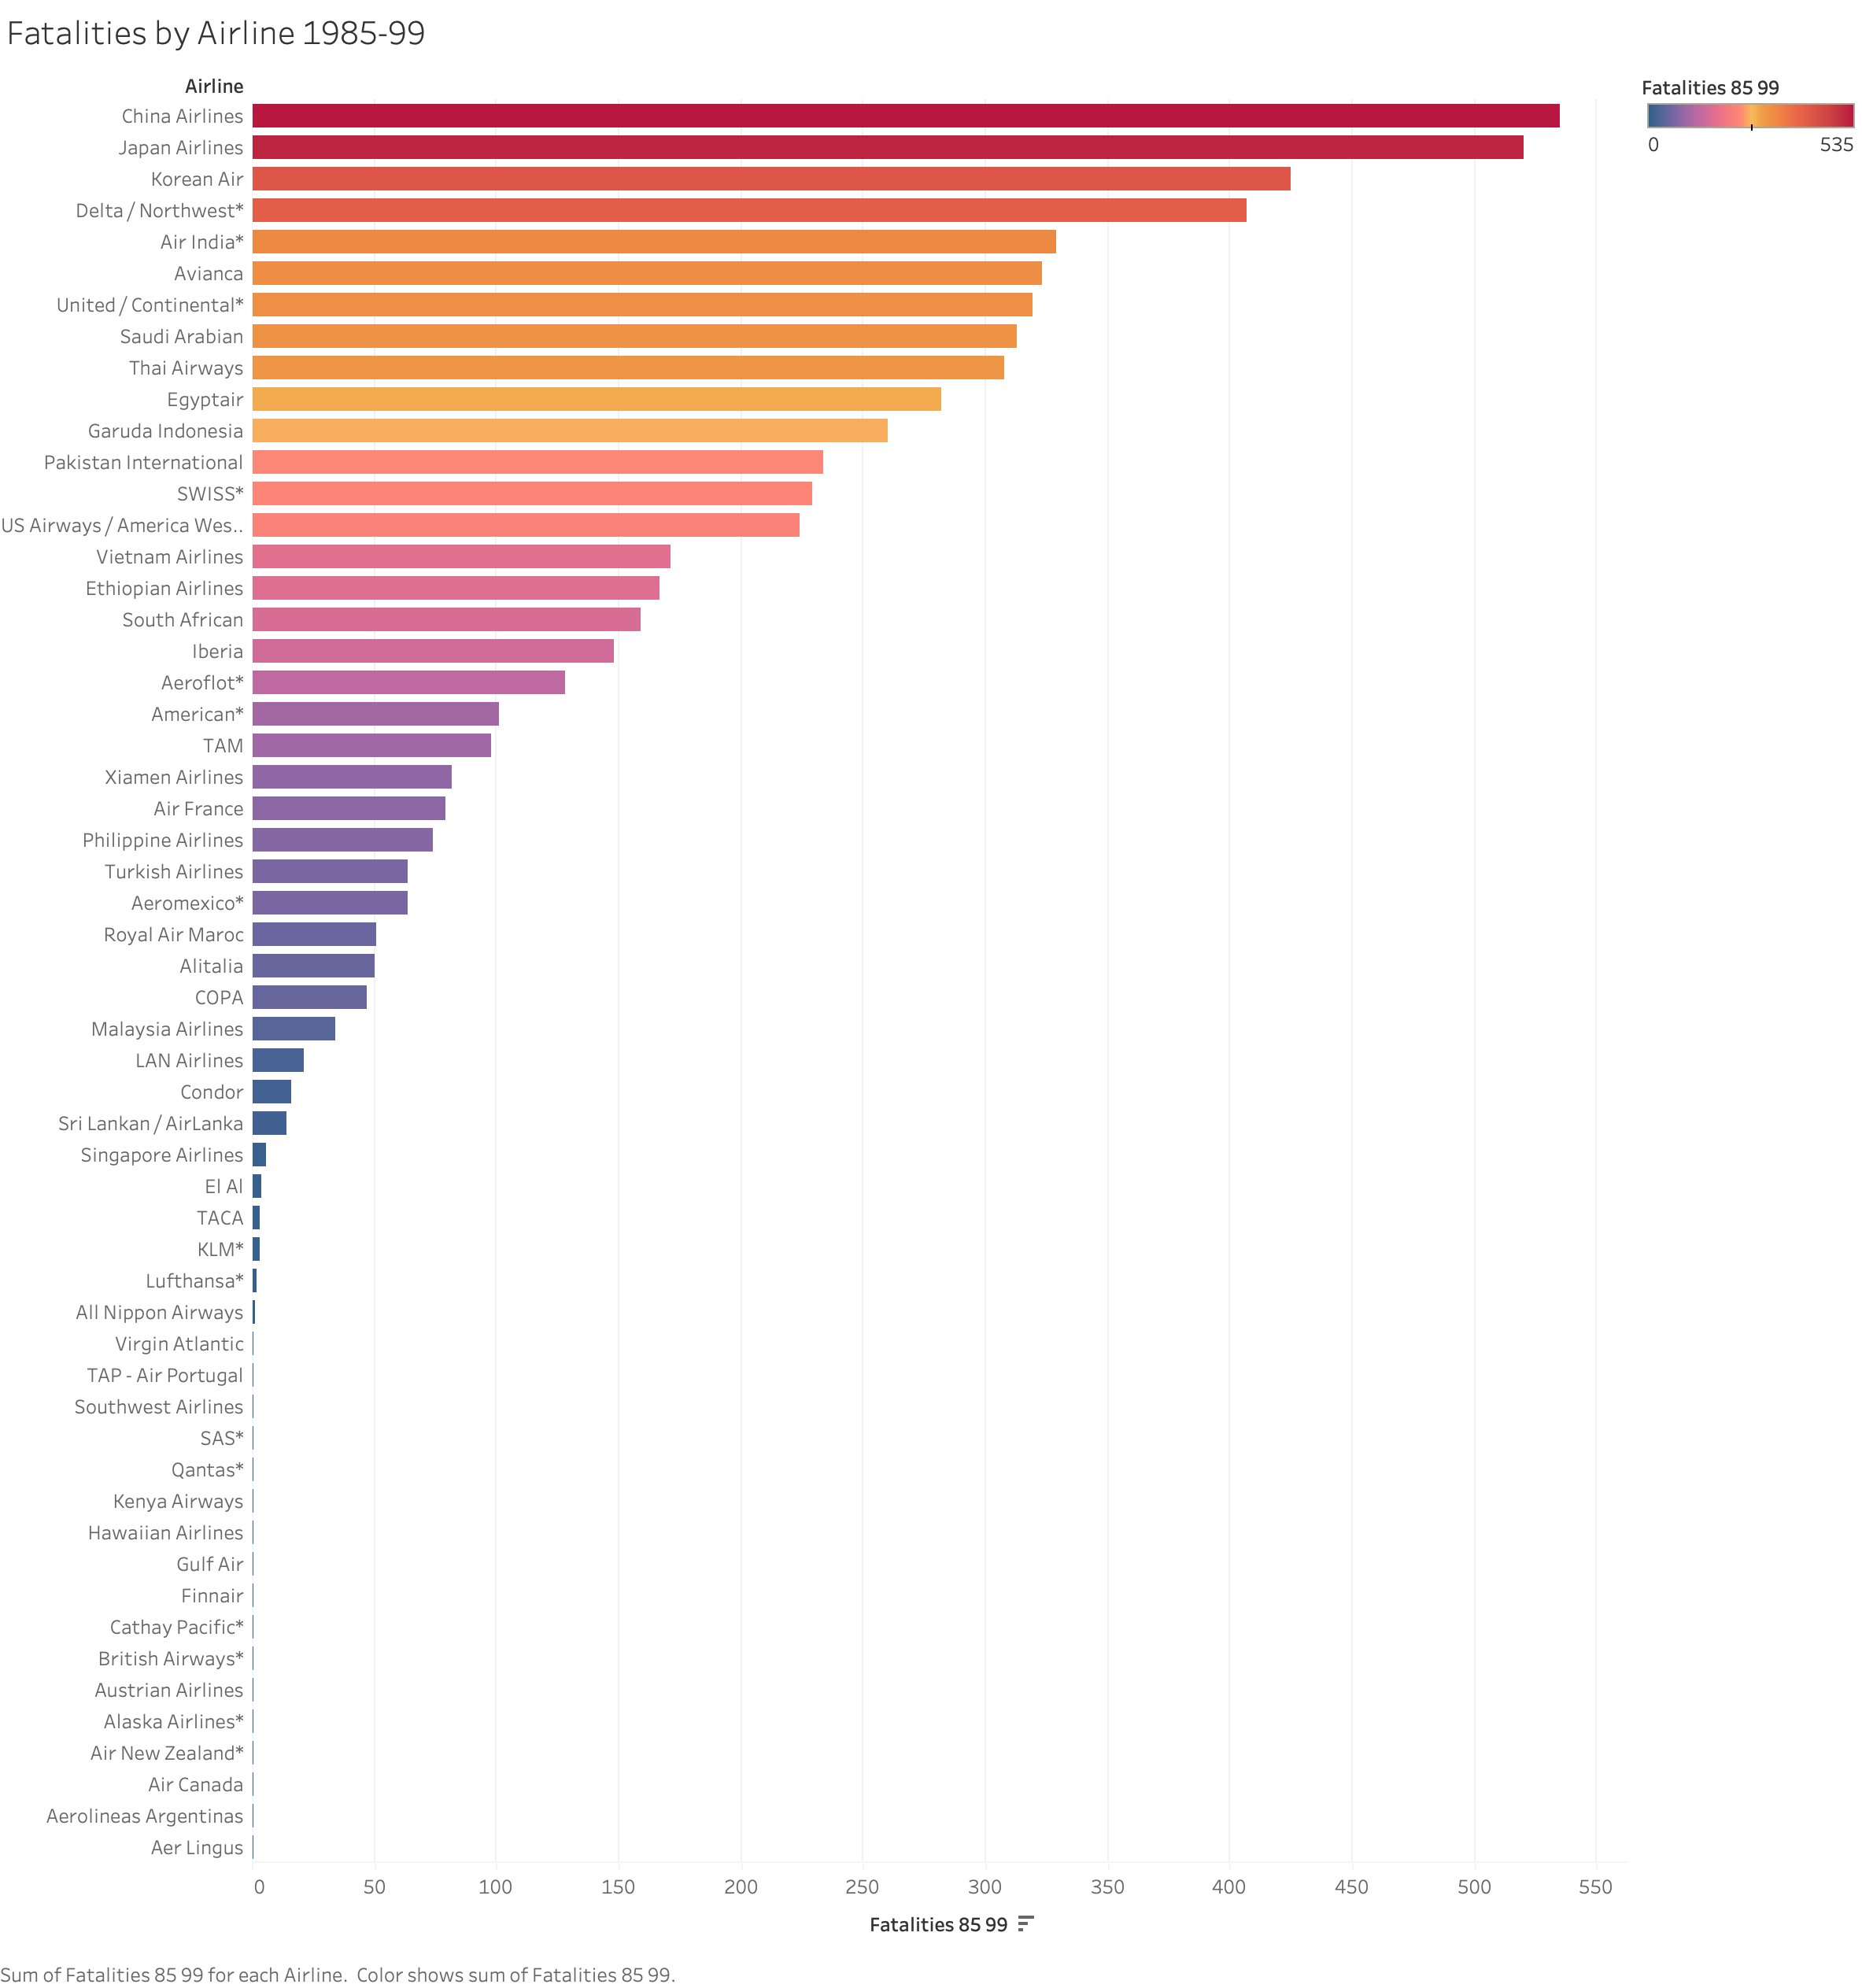 Fatalities by Airline 1985-99
Airline
Fatalities 85 99
0 535
China Airlines
Japan Airlines
Korean Air
Delta / Northwest*
Air India*
Avianca
United / Continental*
Saudi Arabian
Thai Airways
Egyptair
Garuda Indonesia
Pakistan International
SWISS*
US Airways / America Wes..
Vietnam Airlines
Ethiopian Airlines
South African
Iberia
Aeroflot*
American*
TAM
Xiamen Airlines
Air France
Philippine Airlines
Turkish Airlines
Aeromexico*
Royal Air Maroc
Alitalia
COPA
Malaysia Airlines
LAN Airlines
Condor
Sri Lankan / AirLanka
Singapore Airlines
El Al
TACA
KLM*
Lufthansa*
All Nippon Airways
Virgin Atlantic
TAP - Air Portugal
Southwest Airlines
SAS*
Qantas*
Kenya Airways
Hawaiian Airlines
Gulf Air
Finnair
Cathay Pacific*
British Airways*
Austrian Airlines
Alaska Airlines*
Air New Zealand*
Air Canada
Aerolineas Argentinas
Aer Lingus
0 50 100 150 200 250 300 350 400 450 500 550
Fatalities 85 99
Sum of Fatalities 85 99 for each Airline.  Color shows sum of Fatalities 85 99.